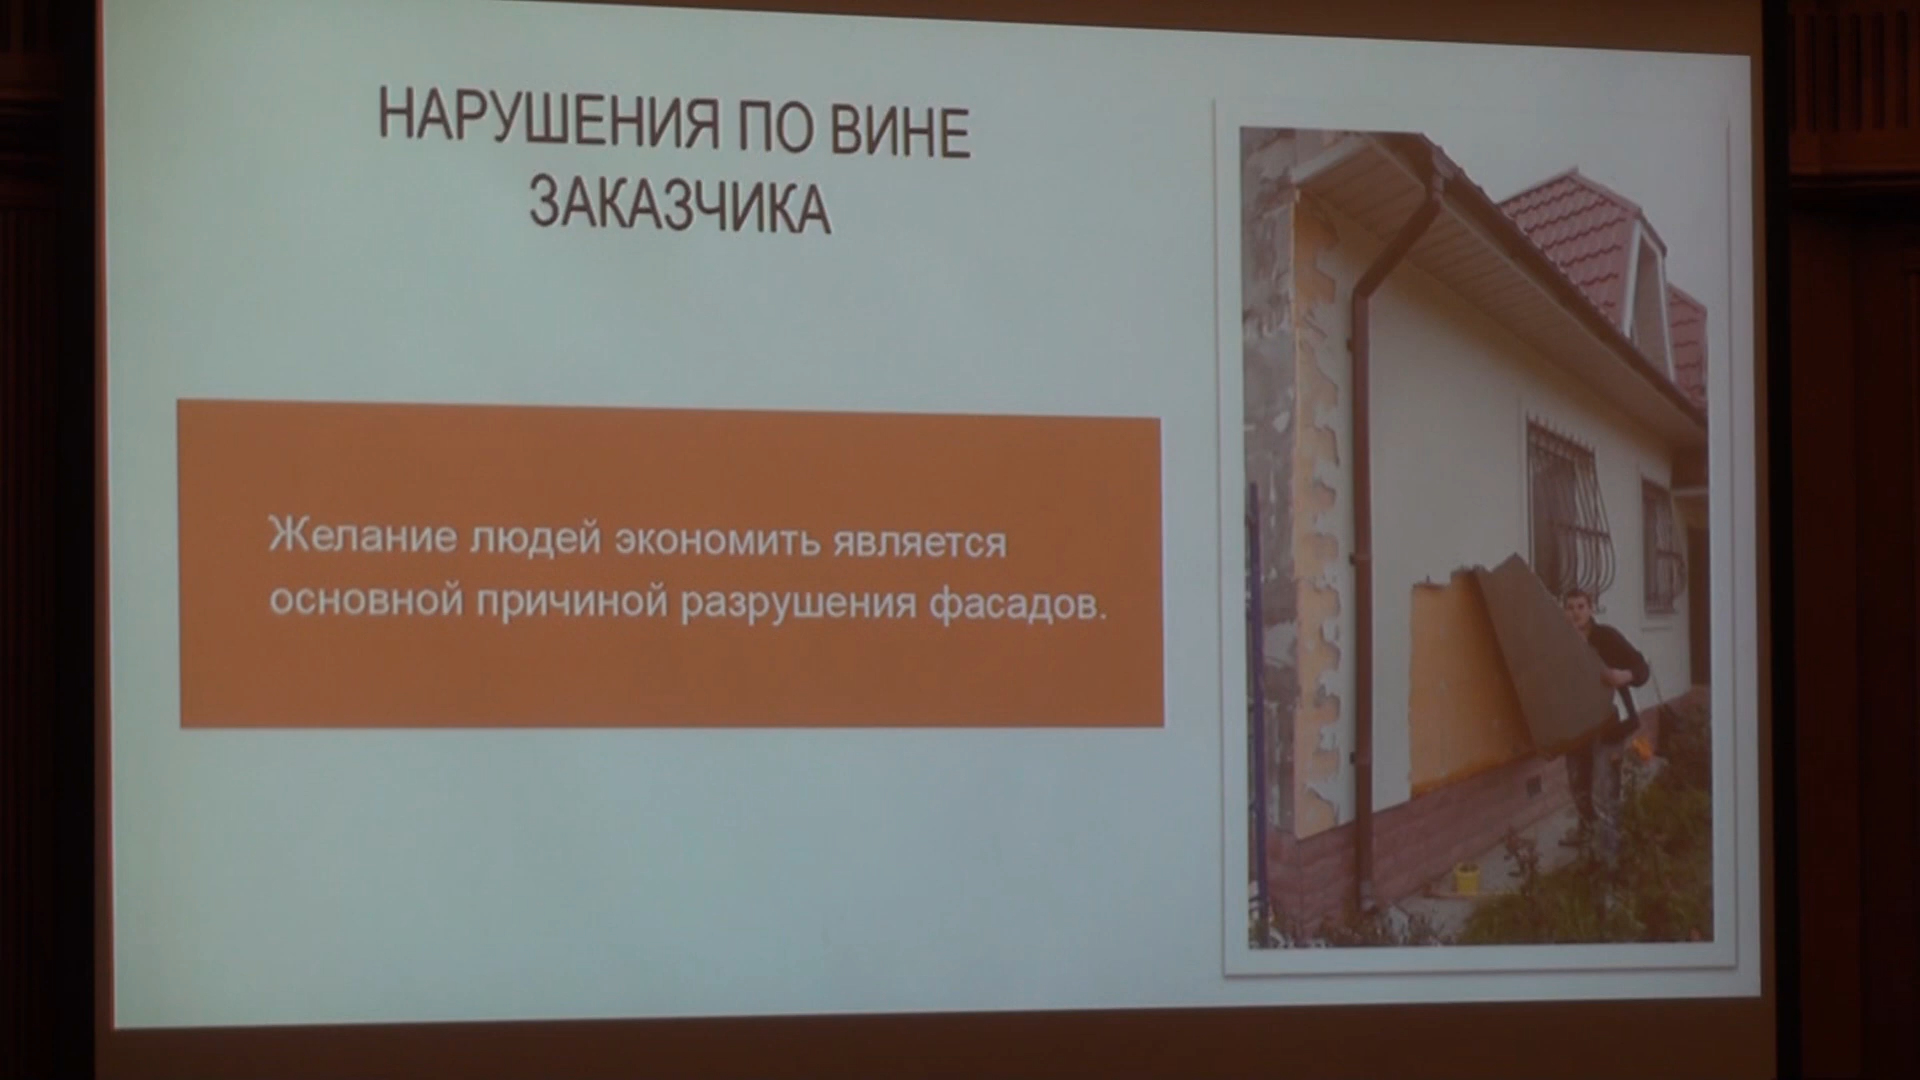 НАРУШЕНИЯ ПО ВИНЕ
ЗАКАЗЧИКА
Желание людей экономить является
основной причиной разрушения фасадов.